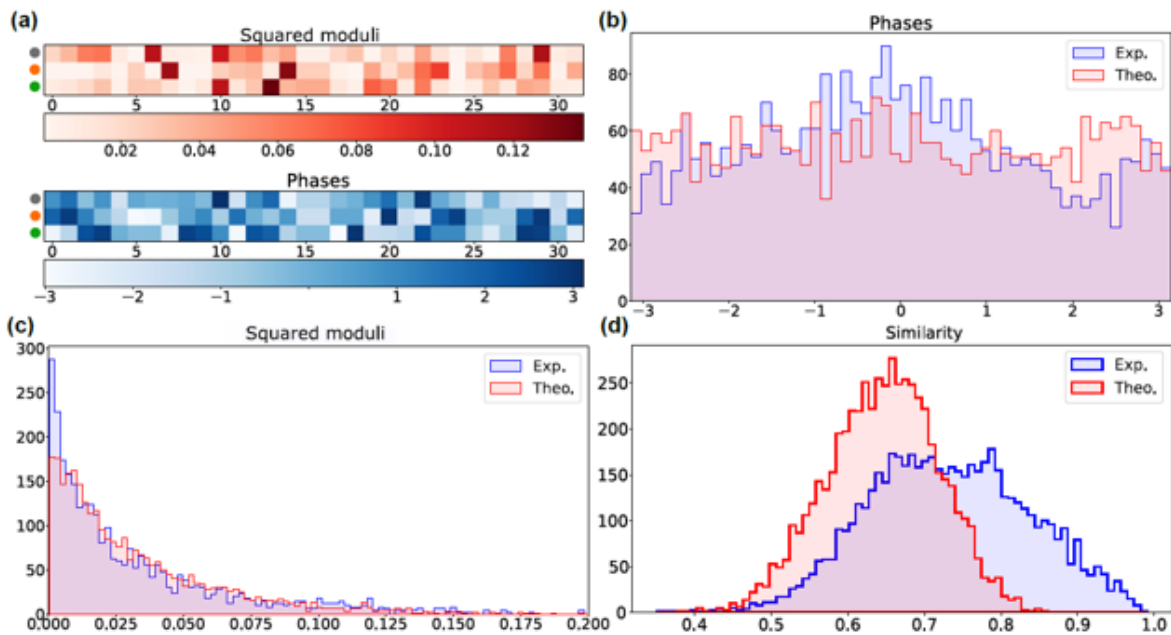 (a)
Squared moduli
0 5 10 15 20 25 30
0.02 0.04 0.06 0.08 0.10 0.12
Phases
0 5 10 15 20 25 30
−3 −2 −1 1 2 3
(b)
Phases
Exp.
Theo.
80
60
40
20
0
−3 −2 −1 0 1 2 3
(c)
Squared moduli
Exp.
Theo.
300
250
200
150
100
50
0
0.000 0.025 0.050 0.075 0.100 0.125 0.150 0.175 0.200
(d)
Similarity
Exp.
Theo.
250
200
150
100
50
0
0.4 0.5 0.6 0.7 0.8 0.9 1.0